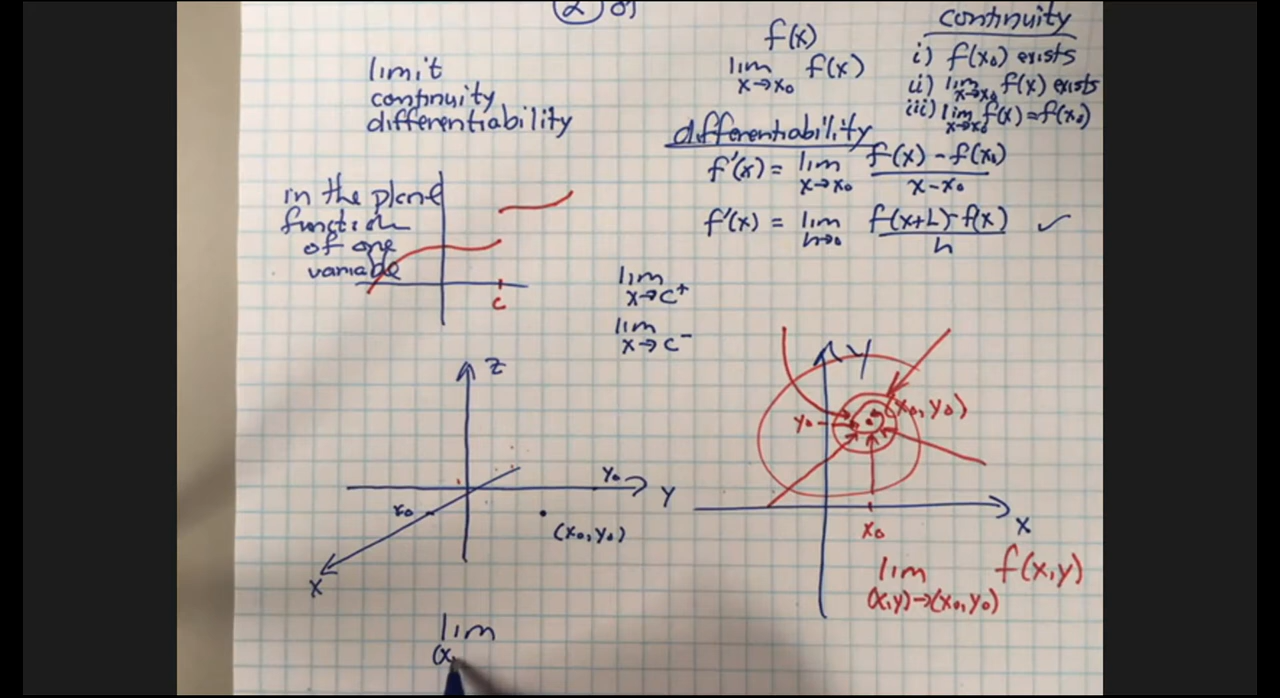 limit
continuity
differentiability
f(x)
lim f(x)
x→x₀
continuity
i) f(x₀) exists
ii) lim f(x) exists
x→x₀
iii) lim f(x) = f(x₀)
x→x₀
differentiability
f'(x) = lim f(x) - f(x₀)
x→x₀ x-x₀
f'(x) = lim f(x+h)-f(x) ✓
h→0 h
in the plane
function
of one
variable
c
lim
x→c⁺
lim
x→c⁻
z
y₀
Y
x₀
(x₀, y₀)
X
Y
(x₀, y₀)
y₀
x₀
X
lim f(x,y)
(x,y)→(x₀,y₀)
lim
(x,